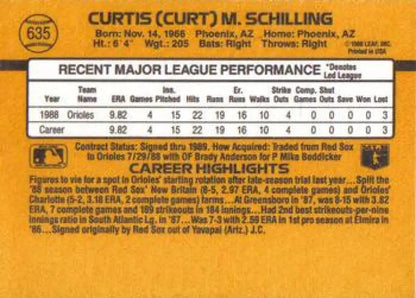 635
CURTIS (CURT) M. SCHILLING
Born: Nov. 14, 1966 Phoenix, AZ Home: Phoenix, AZ
Ht.: 6'4" Wgt.: 205 Bats: Right Throws: Right
© 1988 LEAF, INC.
Printed in USA
RECENT MAJOR LEAGUE PERFORMANCE *Denotes Led League
Year Team Name ERA Games Inn. Pitched Hits Runs Er. Runs Walks Strike Outs Comp. Games Shut Outs Save Won Lost
1988 Orioles 9.82 4 15 22 19 16 10 4 0 0 0 0 3
Career 9.82 4 15 22 19 16 10 4 0 0 0 0 3
Contract Status: Signed thru 1989. How Acquired: Traded from Red Sox
to Orioles 7/29/88 with OF Brady Anderson for P Mike Boddicker
CAREER HIGHLIGHTS
Figures to vie for a spot in Orioles' starting rotation after late-season trial last year...Split the
'88 season between Red Sox' New Britain (8-5, 2.97 ERA, 4 complete games) and Orioles'
Charlotte (5-2, 3.18 ERA, 2 complete games) farms... At Greensboro in '87, was 8-15 with 3.82
ERA, 7 complete games and 189 strikeouts in 184 innings...Had 2nd best strikeouts-per-nine
innings ratio in South Atlantic Lg. in '87...Was 7-3 with 2.59 ERA in 1st pro season at Elmira in
'86...Signed originally by Red Sox out of Yavapai (Ariz.) J.C.